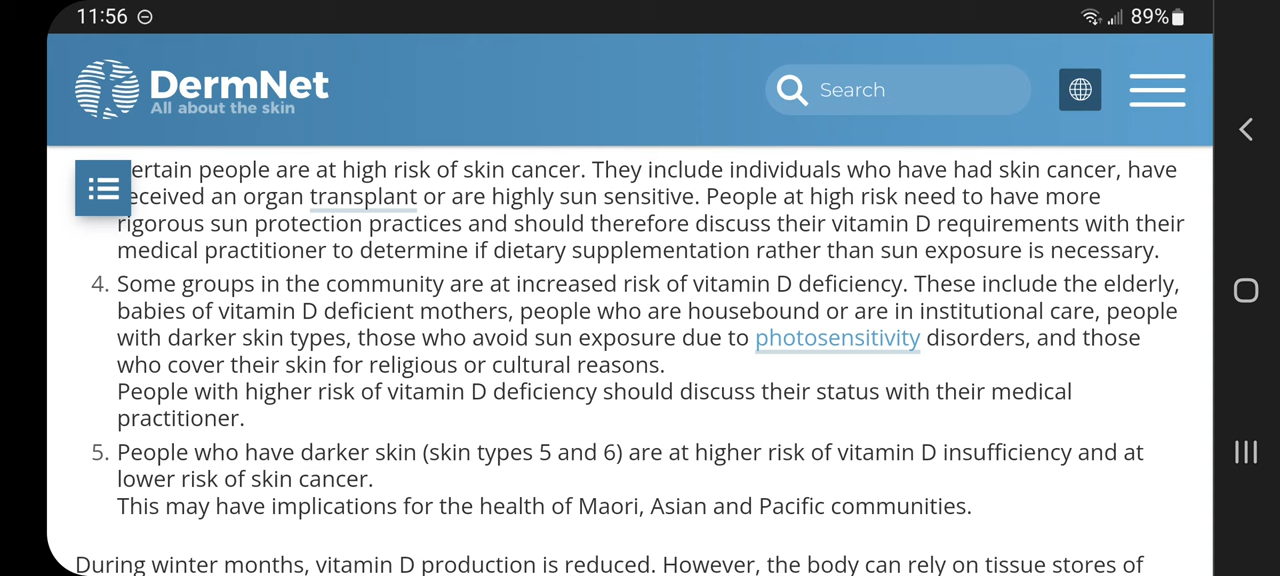 11:56
89%
DermNet
All about the skin
Search
ertain people are at high risk of skin cancer. They include individuals who have had skin cancer, have
eceived an organ transplant or are highly sun sensitive. People at high risk need to have more
rigorous sun protection practices and should therefore discuss their vitamin D requirements with their
medical practitioner to determine if dietary supplementation rather than sun exposure is necessary.
4. Some groups in the community are at increased risk of vitamin D deficiency. These include the elderly,
babies of vitamin D deficient mothers, people who are housebound or are in institutional care, people
with darker skin types, those who avoid sun exposure due to photosensitivity disorders, and those
who cover their skin for religious or cultural reasons.
People with higher risk of vitamin D deficiency should discuss their status with their medical
practitioner.
5. People who have darker skin (skin types 5 and 6) are at higher risk of vitamin D insufficiency and at
lower risk of skin cancer.
This may have implications for the health of Maori, Asian and Pacific communities.
During winter months, vitamin D production is reduced. However, the body can rely on tissue stores of